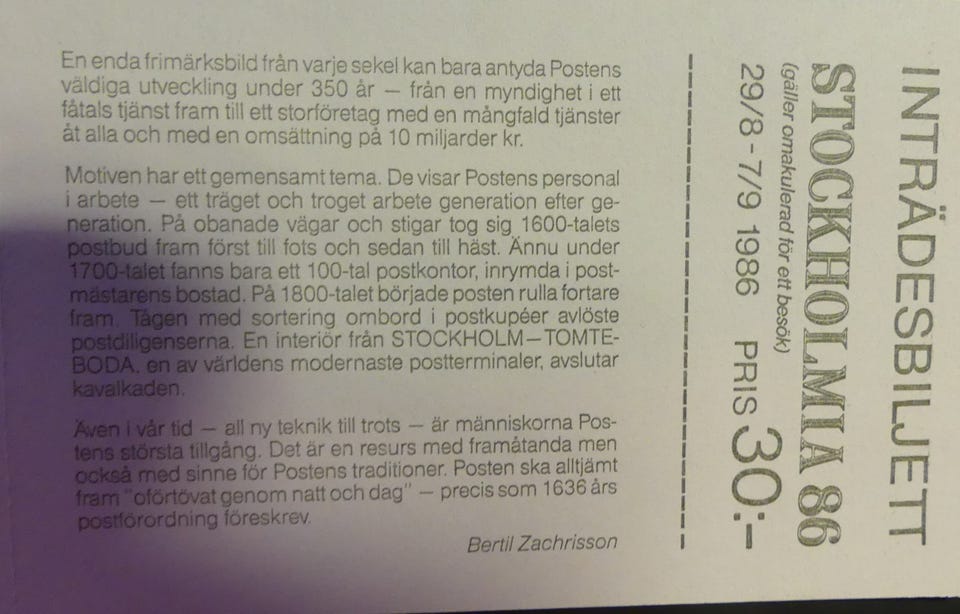 En enda frimärksbild från varje sekel kan bara antyda Postens
väldiga utveckling under 350 år — från en myndighet i ett
fåtals tjänst fram till ett storföretag med en mångfald tjänster
åt alla och med en omsättning på 10 miljarder kr.
Motiven har ett gemensamt tema. De visar Postens personal
i arbete — ett träget och troget arbete generation efter ge-
neration. På obanade vägar och stigar tog sig 1600-talets
postbud fram först till fots och sedan till häst. Ännu under
1700-talet fanns bara ett 100-tal postkontor, inrymda i post-
mästarens bostad. På 1800-talet började posten rulla fortare
fram. Tågen med sortering ombord i postkupéer avlöste
postdiligenserna. En interiör från STOCKHOLM—TOMTE-
BODA, en av världens modernaste postterminaler, avslutar
kavalkaden.
Även i vår tid — all ny teknik till trots — är människorna Pos-
tens största tillgång. Det är en resurs med framåtanda men
också med sinne för Postens traditioner. Posten ska alltjämt
fram "oförtövat genom natt och dag" — precis som 1636 års
postförordning föreskrev.
Bertil Zachrisson
INTRÄDESBILJETT
STOCKHOLMIA 86
(gäller omakulerad för ett besök)
29/8 - 7/9 1986 PRIS 30:-